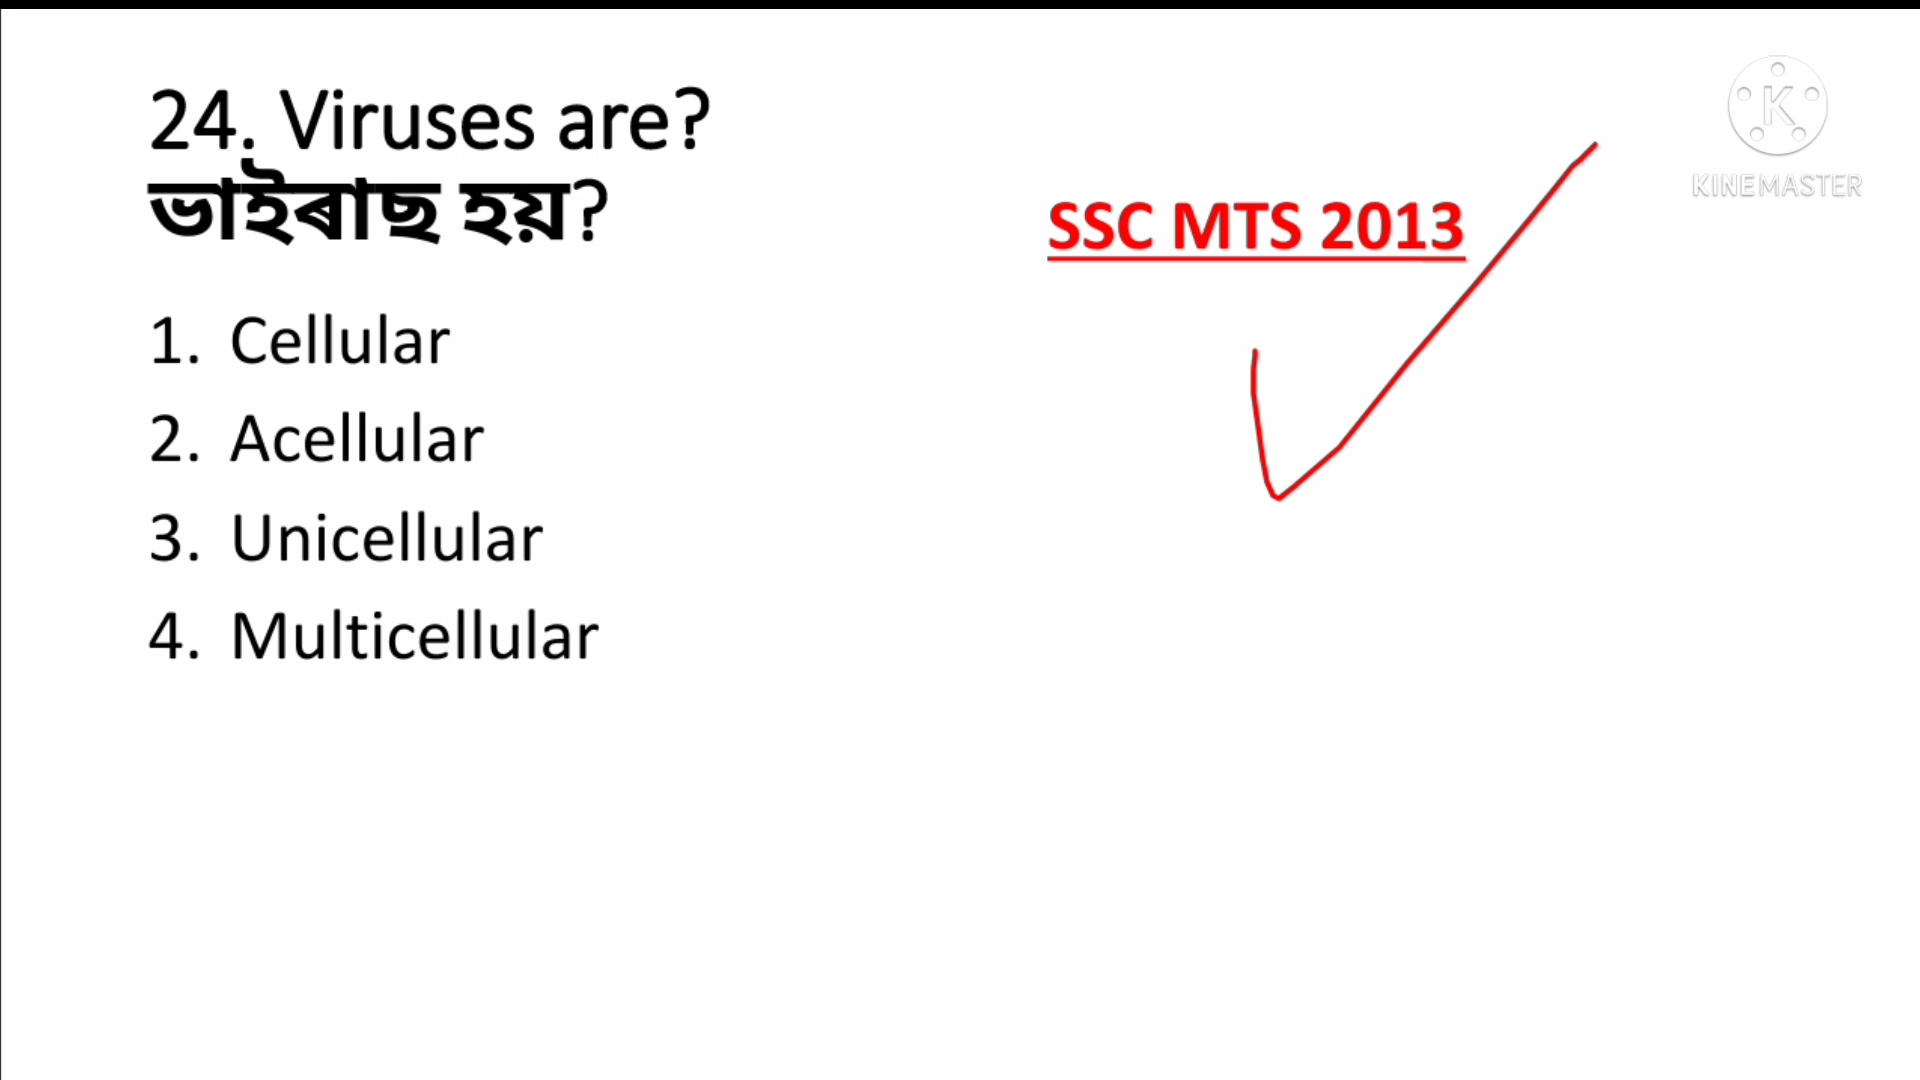 24. Viruses are?
ভাইৰাছ হয়?
SSC MTS 2013
1. Cellular
2. Acellular
3. Unicellular
4. Multicellular
K
KINEMASTER